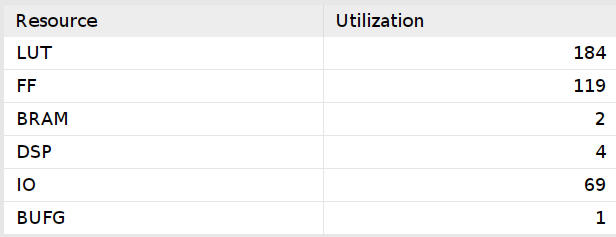 Resource Utilization
LUT 184
FF 119
BRAM 2
DSP 4
IO 69
BUFG 1